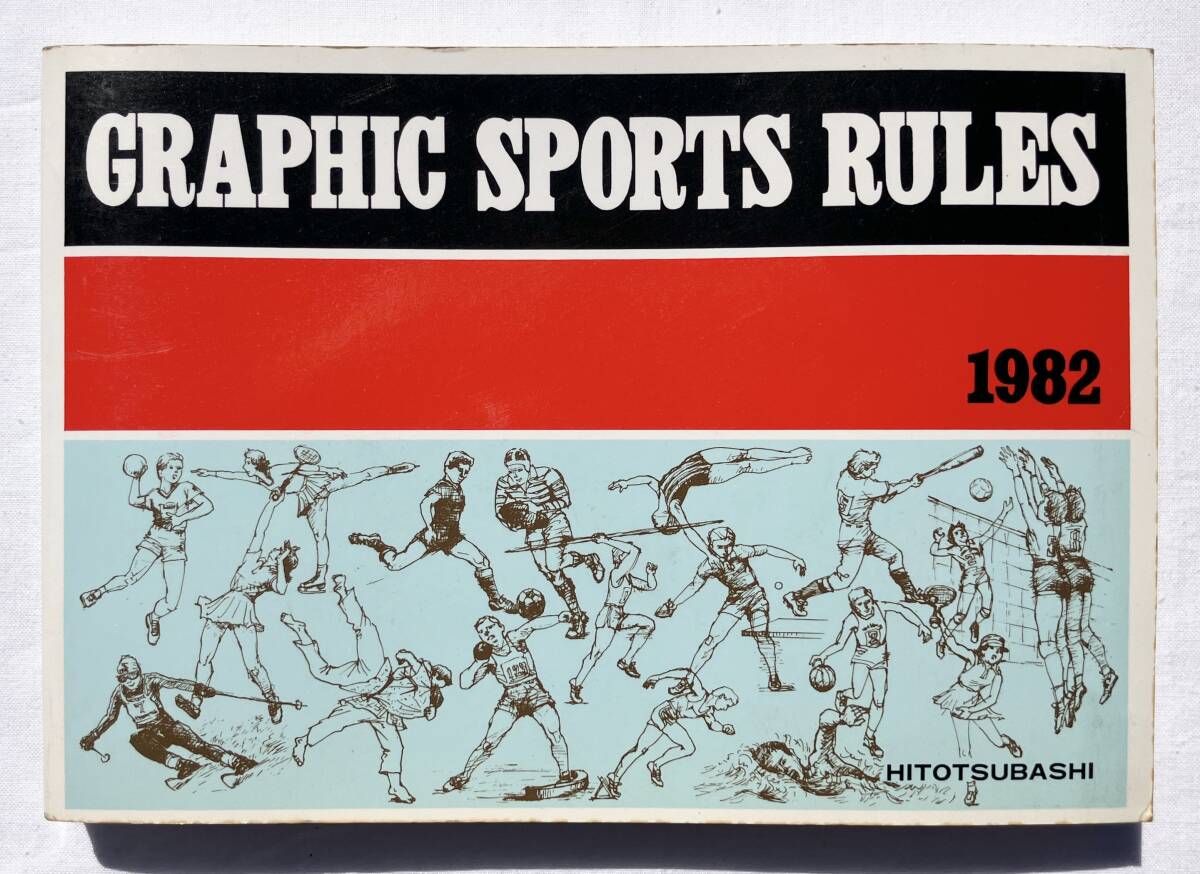 GRAPHIC SPORTS RULES
1982
HITOTSUBASHI